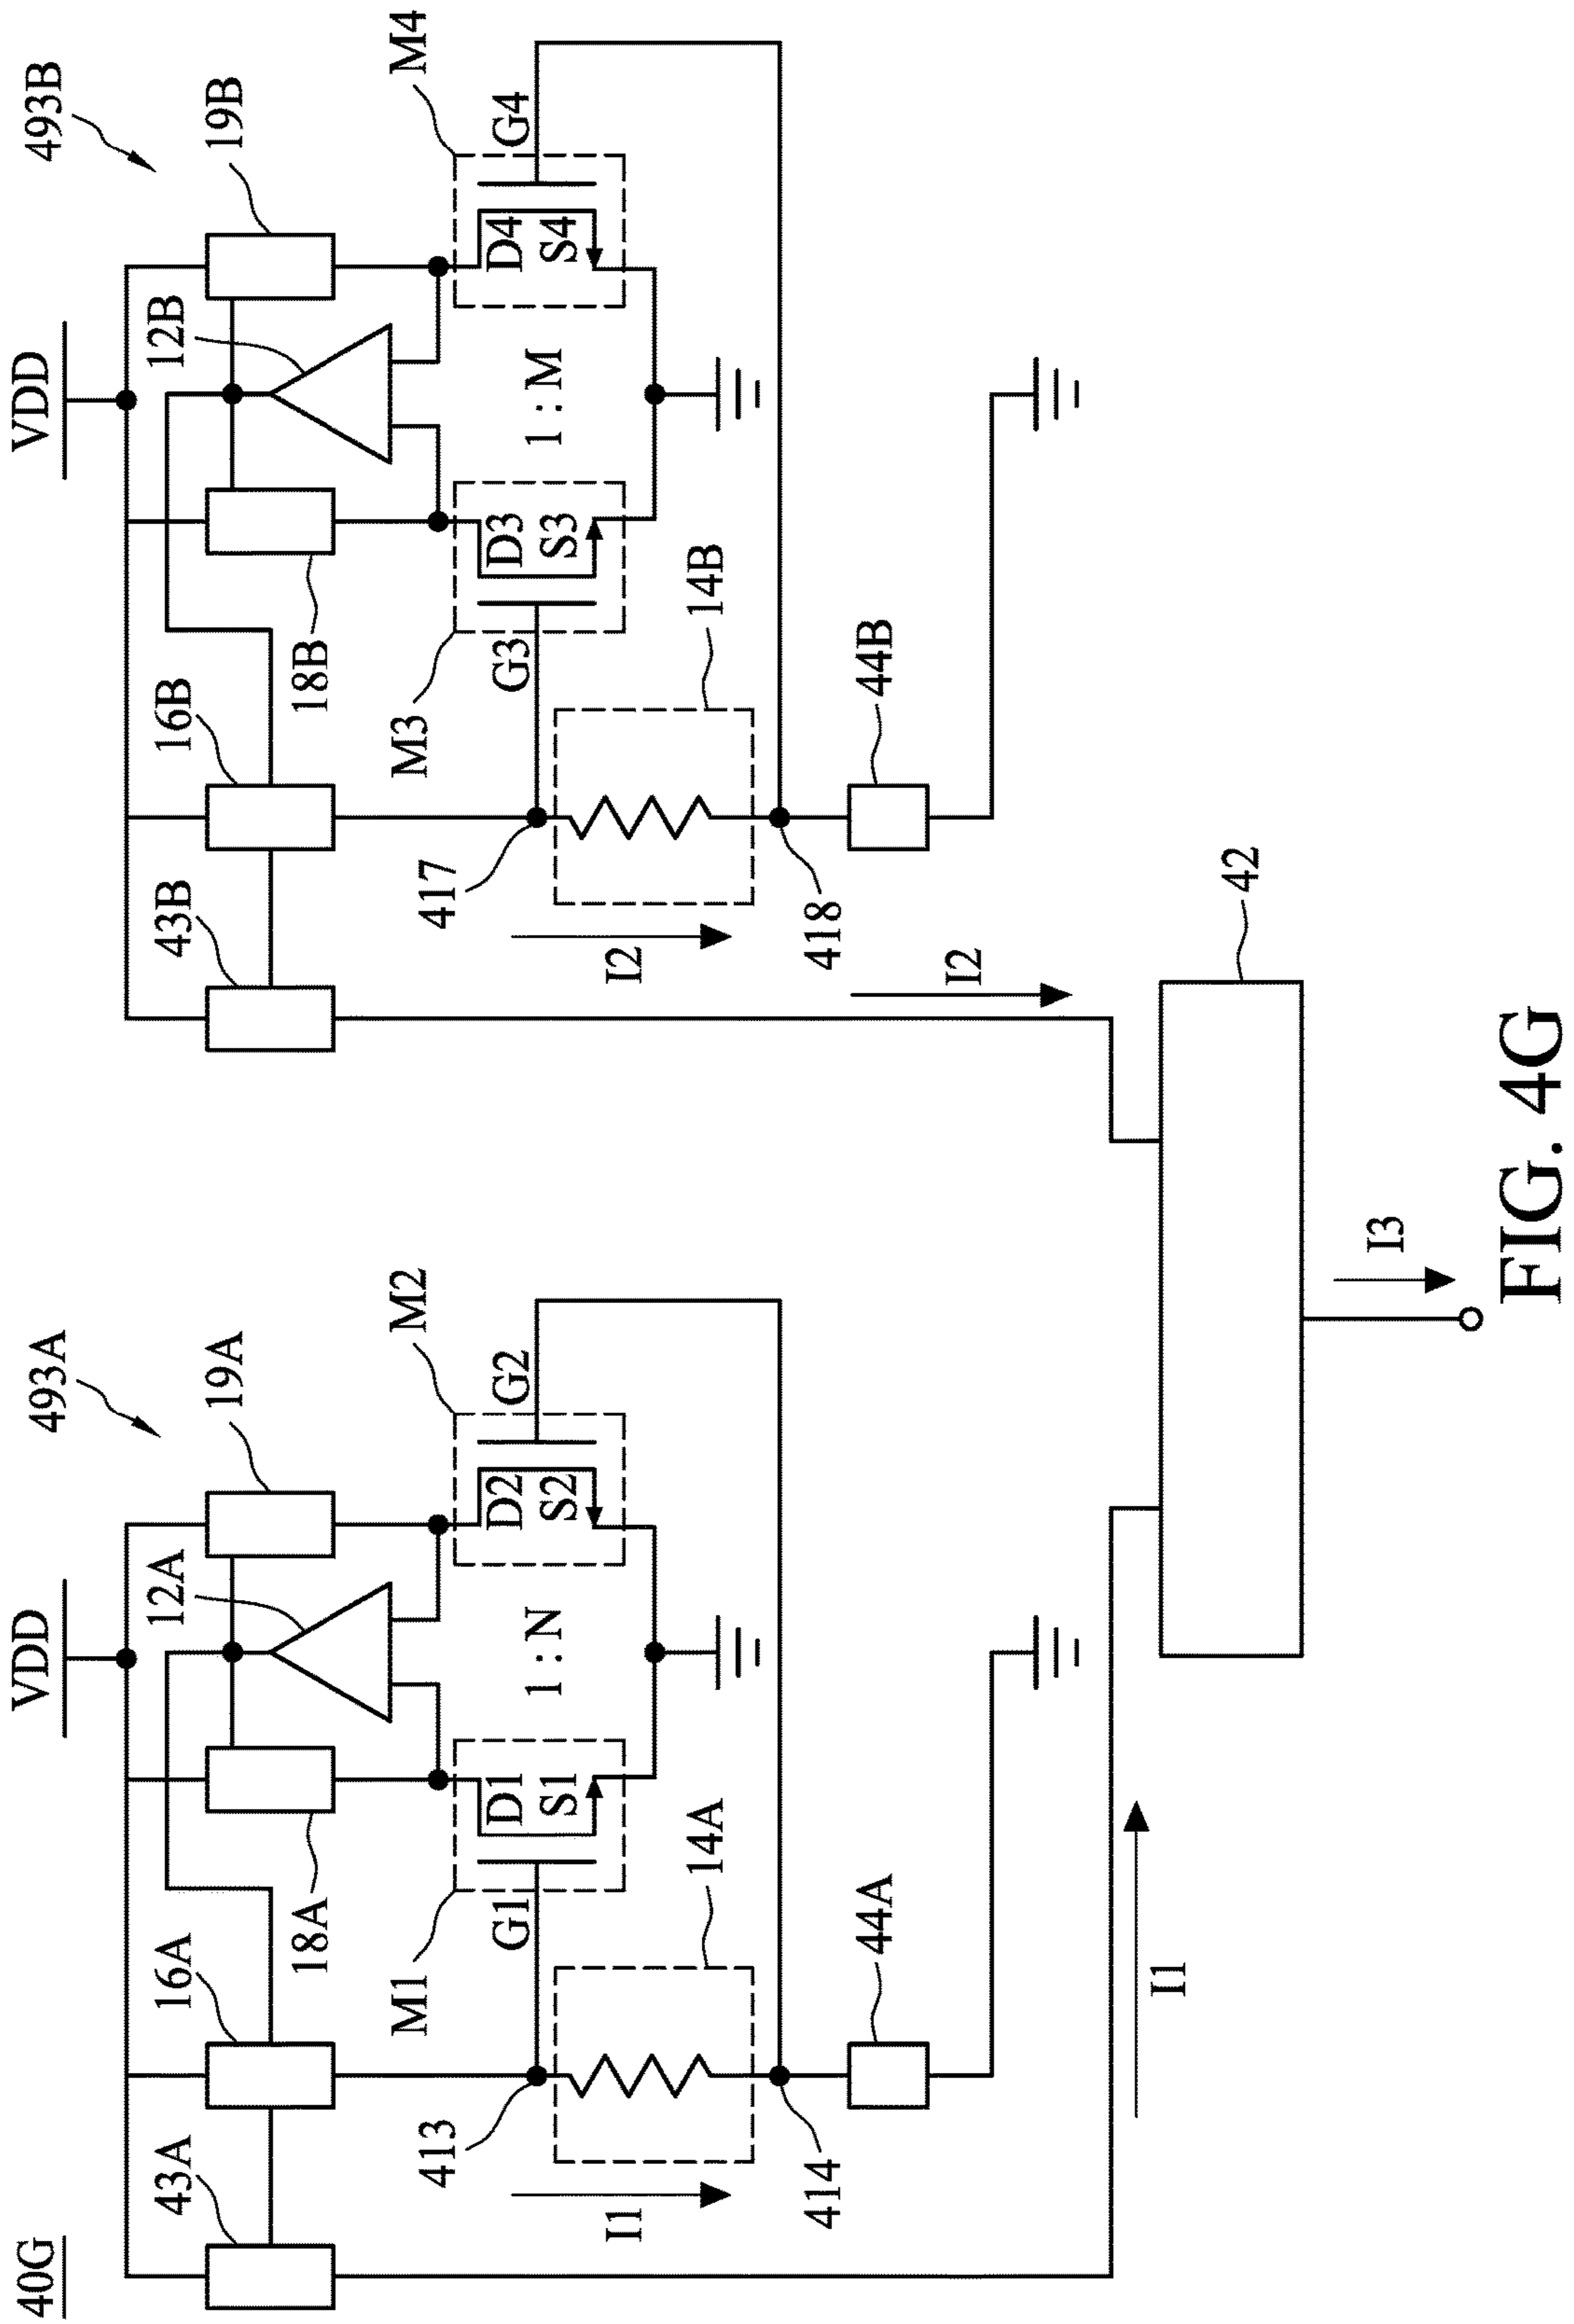 40G
493A
493B
VDD
VDD
43A
16A
12A
19A
43B
16B
12B
19B
18A
18B
M1
M2
M3
M4
413
G1
D1
D2
G2
417
G3
D3
D4
G4
S1
1 : N
S2
S3
1 : M
S4
I1
14A
I2
14B
414
44A
418
44B
I2
I1
42
I3
FIG. 4G